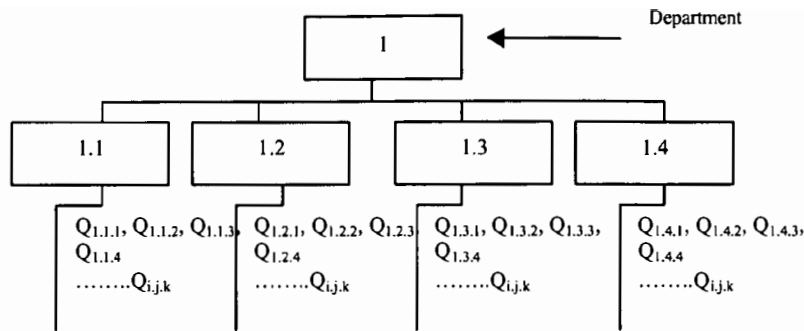 Department
1
1.1
1.2
1.3
1.4
Q1.1.1, Q1.1.2, Q1.1.3,
Q1.1.4
........Qi.j.k
Q1.2.1, Q1.2.2, Q1.2.3,
Q1.2.4
........Qi.j.k
Q1.3.1, Q1.3.2, Q1.3.3,
Q1.3.4
........Qi.j.k
Q1.4.1, Q1.4.2, Q1.4.3,
Q1.4.4
........Qi.j.k